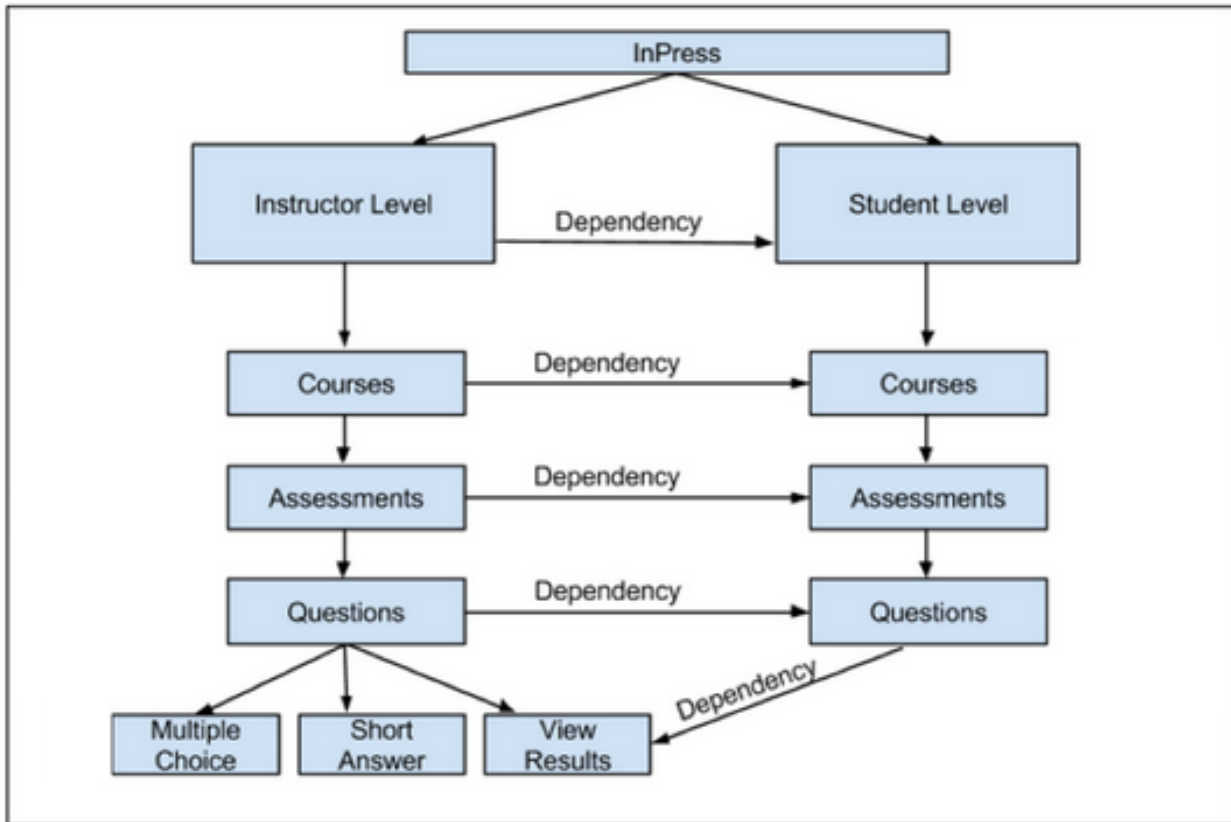 InPress
Instructor Level
Student Level
Dependency
Courses
Dependency
Courses
Assessments
Dependency
Assessments
Questions
Dependency
Questions
Multiple
Choice
Short
Answer
View
Results
Dependency